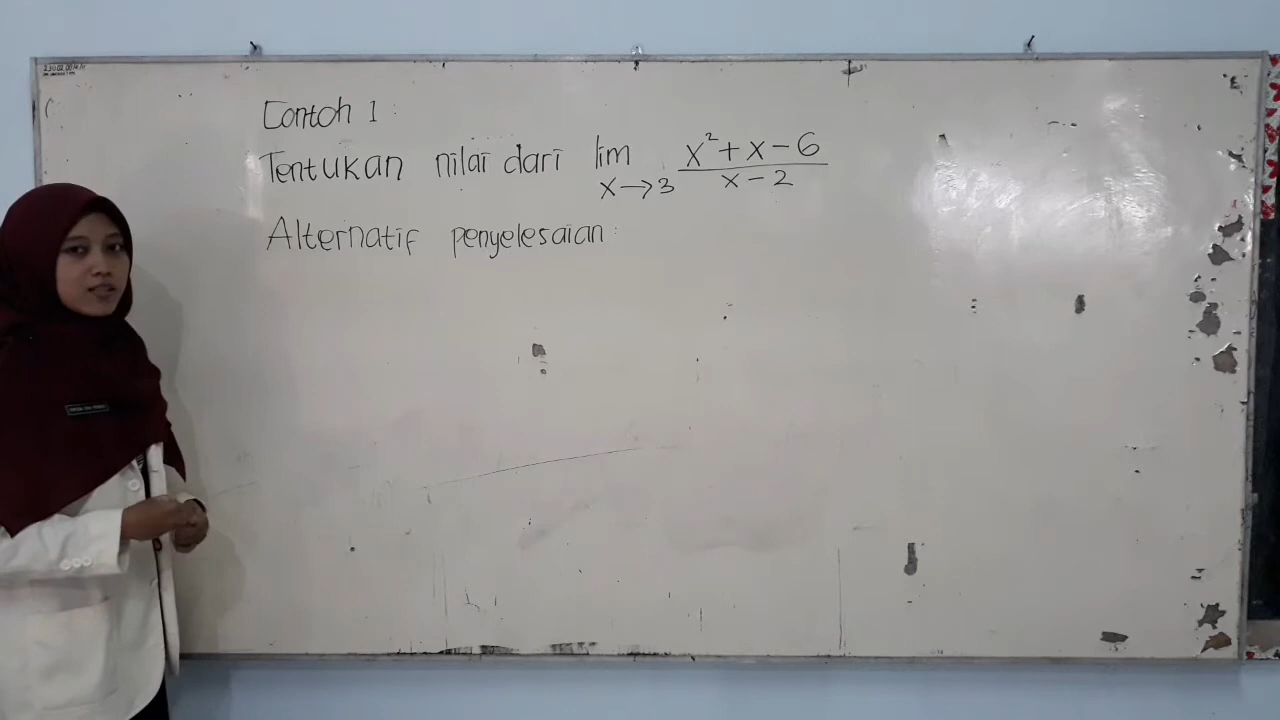 Contoh 1 :
Tentukan nilai dari lim x→3 x²+x-6 / x-2
Alternatif penyelesaian :